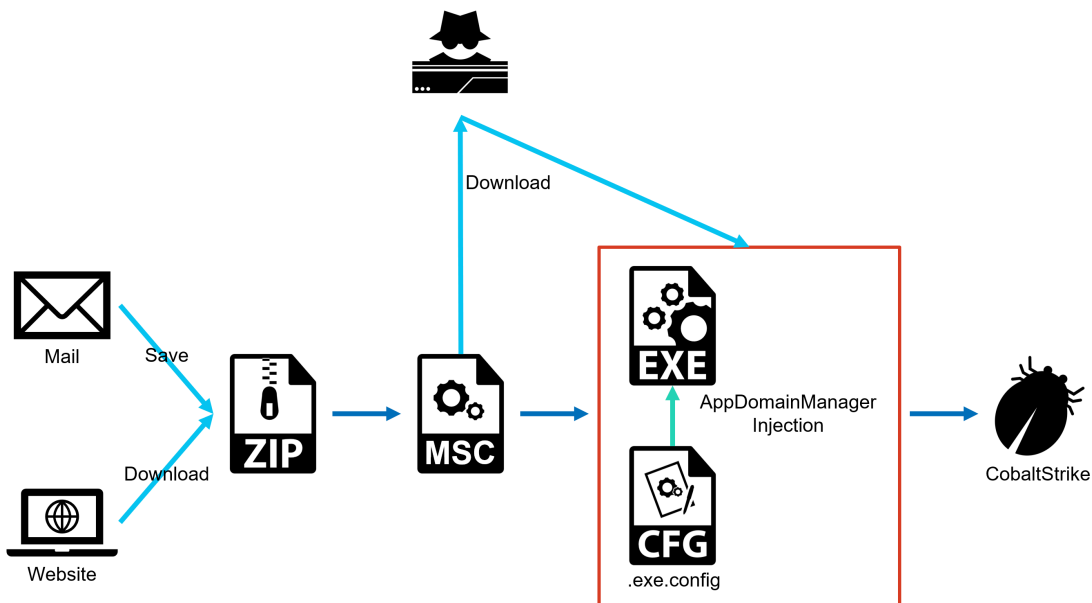 Download
Mail
Save
ZIP
MSC
EXE
AppDomainManager
Injection
CFG
.exe.config
CobaltStrike
Download
Website